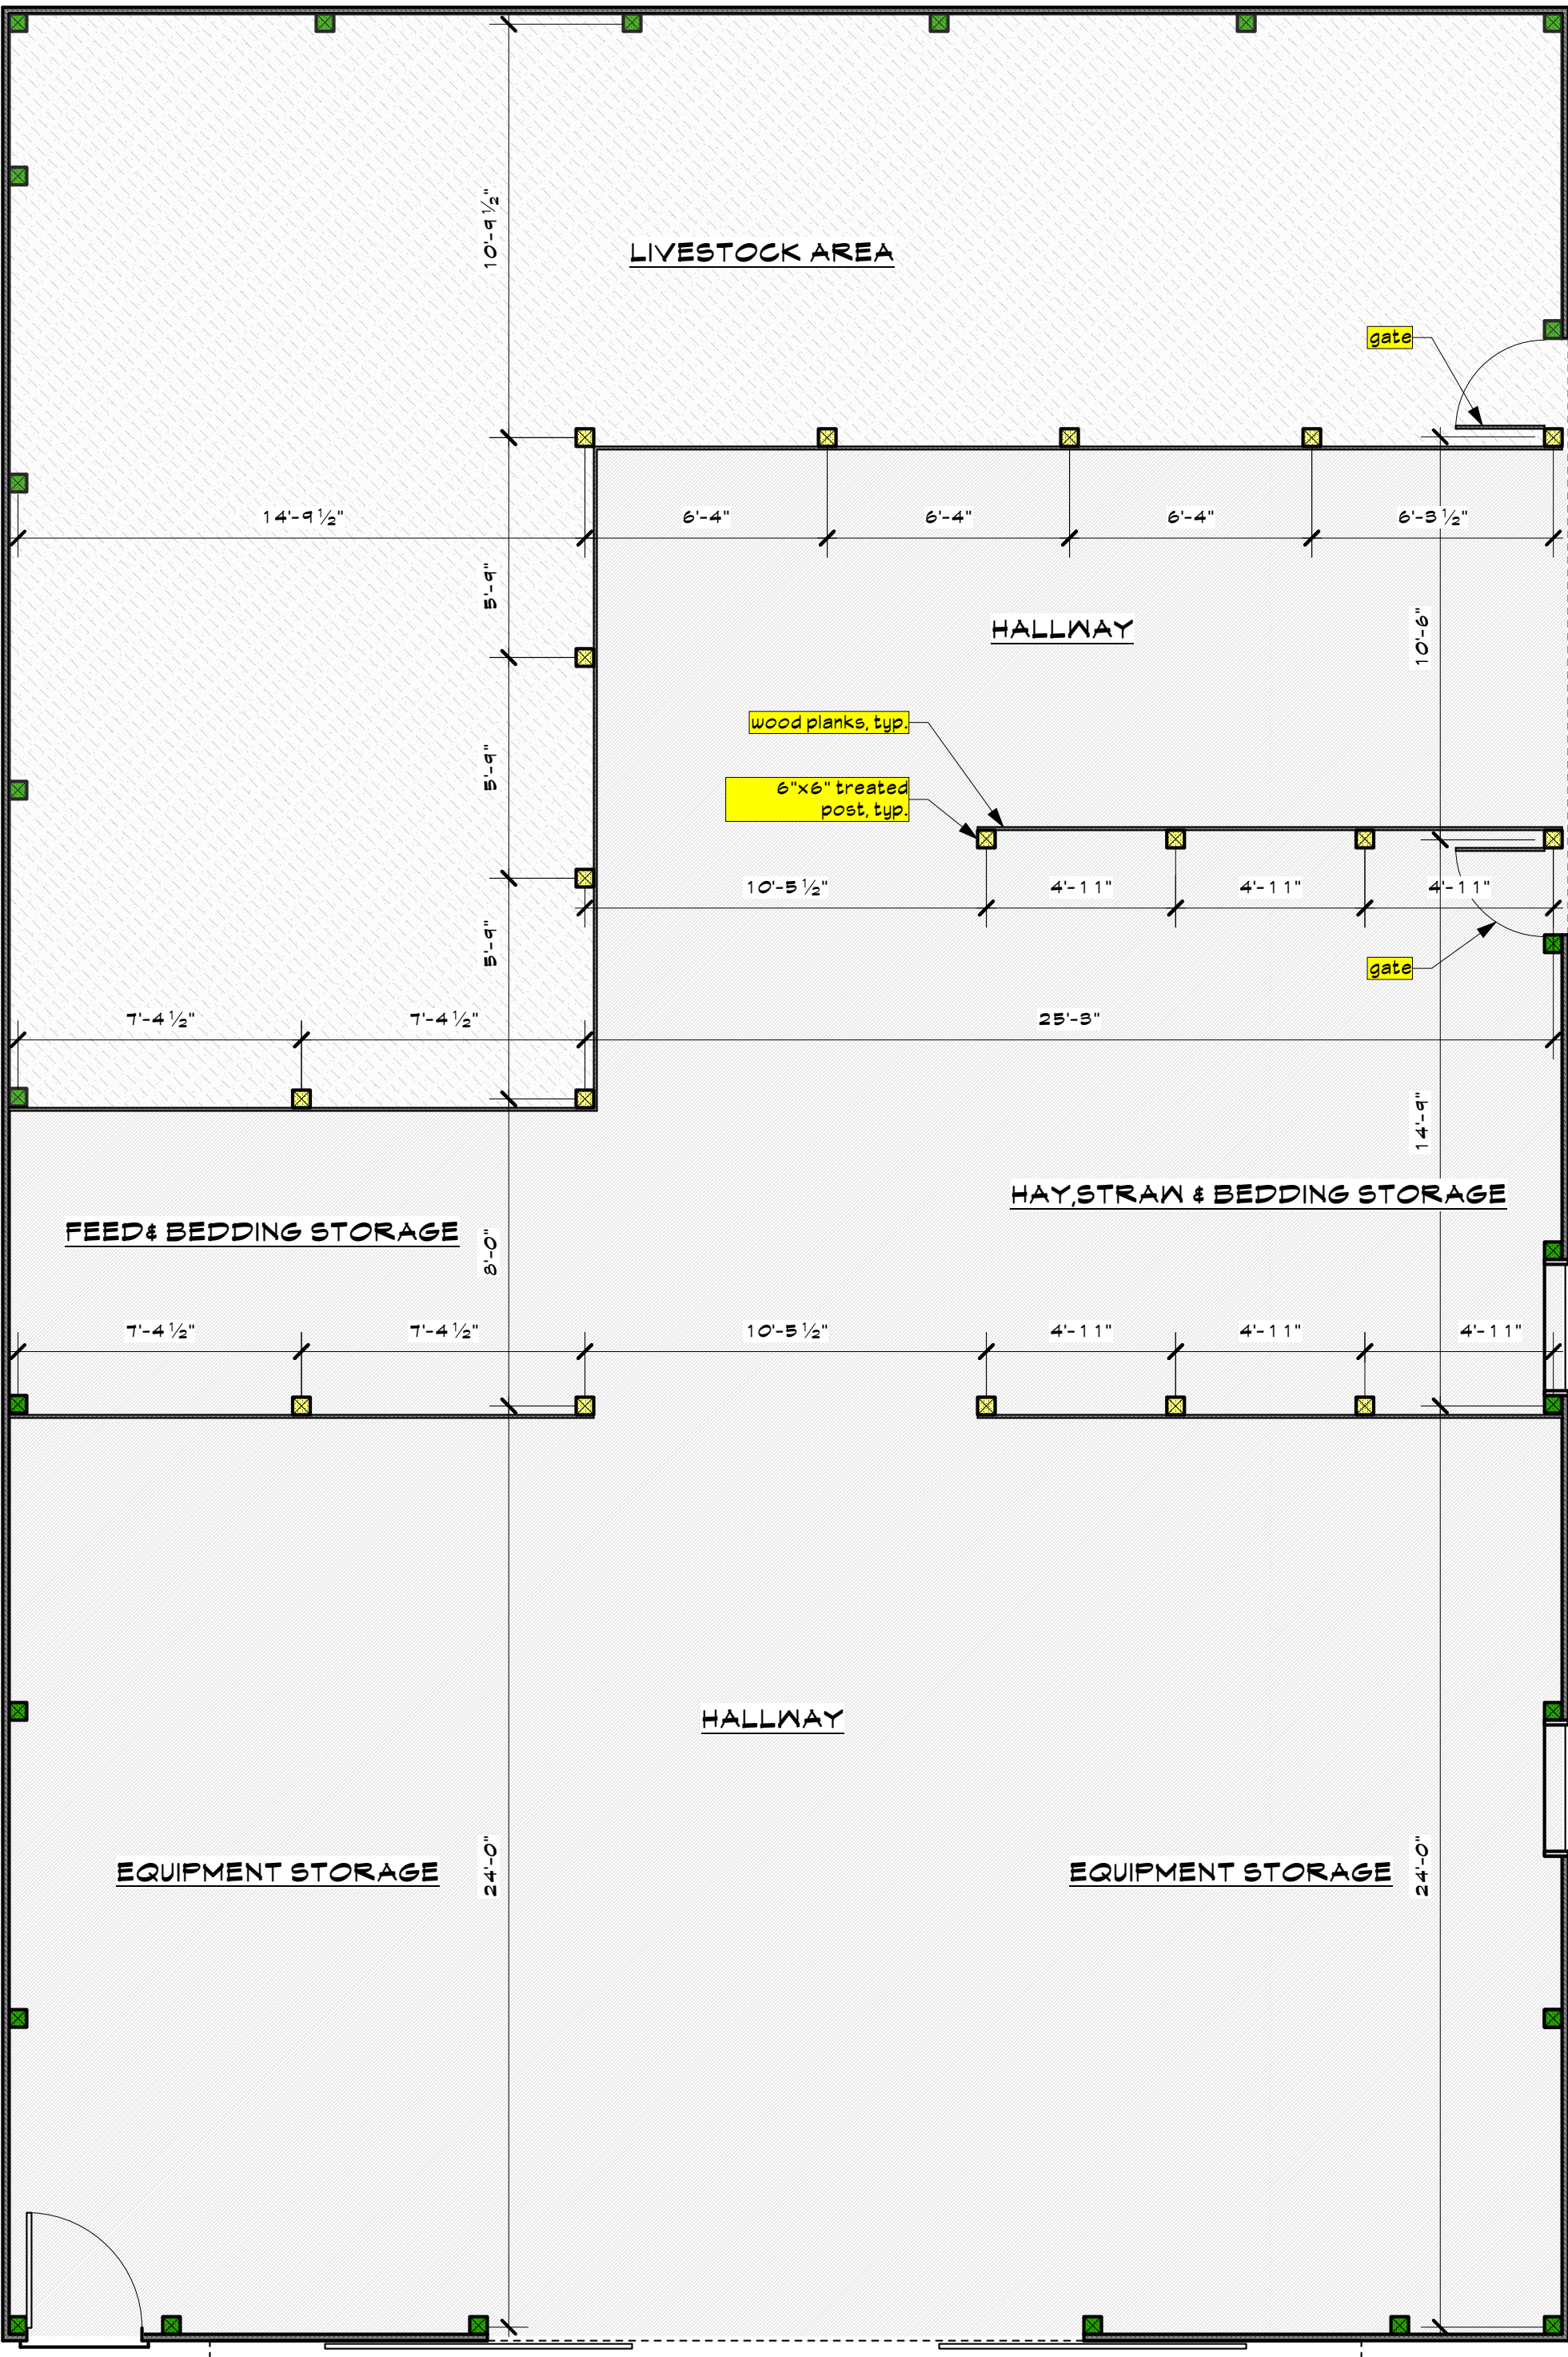 10'-9½"
LIVESTOCK AREA
gate
14'-9½"
6'-4"
6'-4"
6'-4"
6'-3½"
5'-9"
HALLWAY
10'-6"
wood planks, typ.
5'-9"
6"x6" treated
post, typ.
10'-5½"
4'-11"
4'-11"
4'-11"
5'-9"
gate
7'-4½"
7'-4½"
25'-3"
14'-9"
HAY,STRAW & BEDDING STORAGE
FEED& BEDDING STORAGE
8'-0"
7'-4½"
7'-4½"
10'-5½"
4'-11"
4'-11"
4'-11"
HALLWAY
EQUIPMENT STORAGE
24'-0"
EQUIPMENT STORAGE
24'-0"